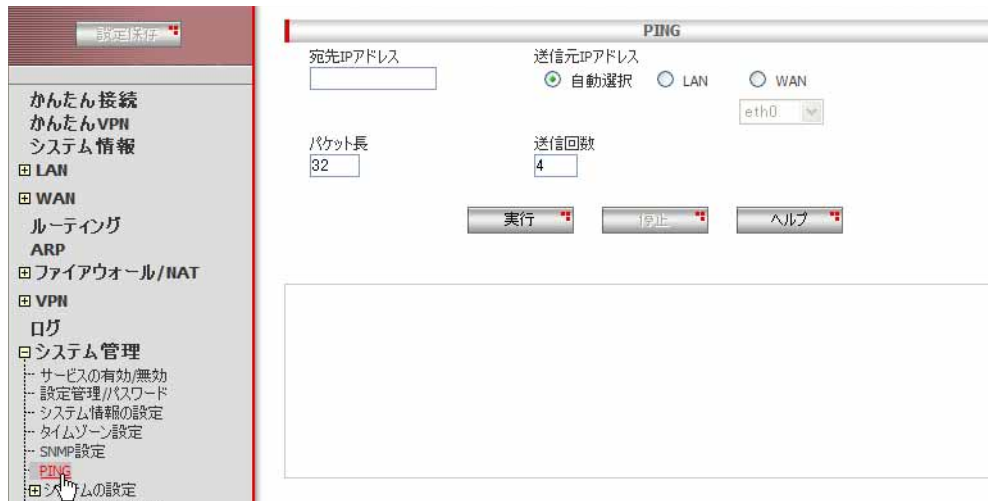 設定保存
かんたん接続
かんたんVPN
システム情報
LAN
WAN
ルーティング
ARP
ファイアウォール/NAT
VPN
ログ
システム管理
サービスの有効/無効
設定管理/パスワード
システム情報の設定
タイムゾーン設定
SNMP設定
PING
システムの設定
PING
宛先IPアドレス
送信元IPアドレス
自動選択 LAN WAN
eth0
パケット長
送信回数
32
4
実行 停止 ヘルプ